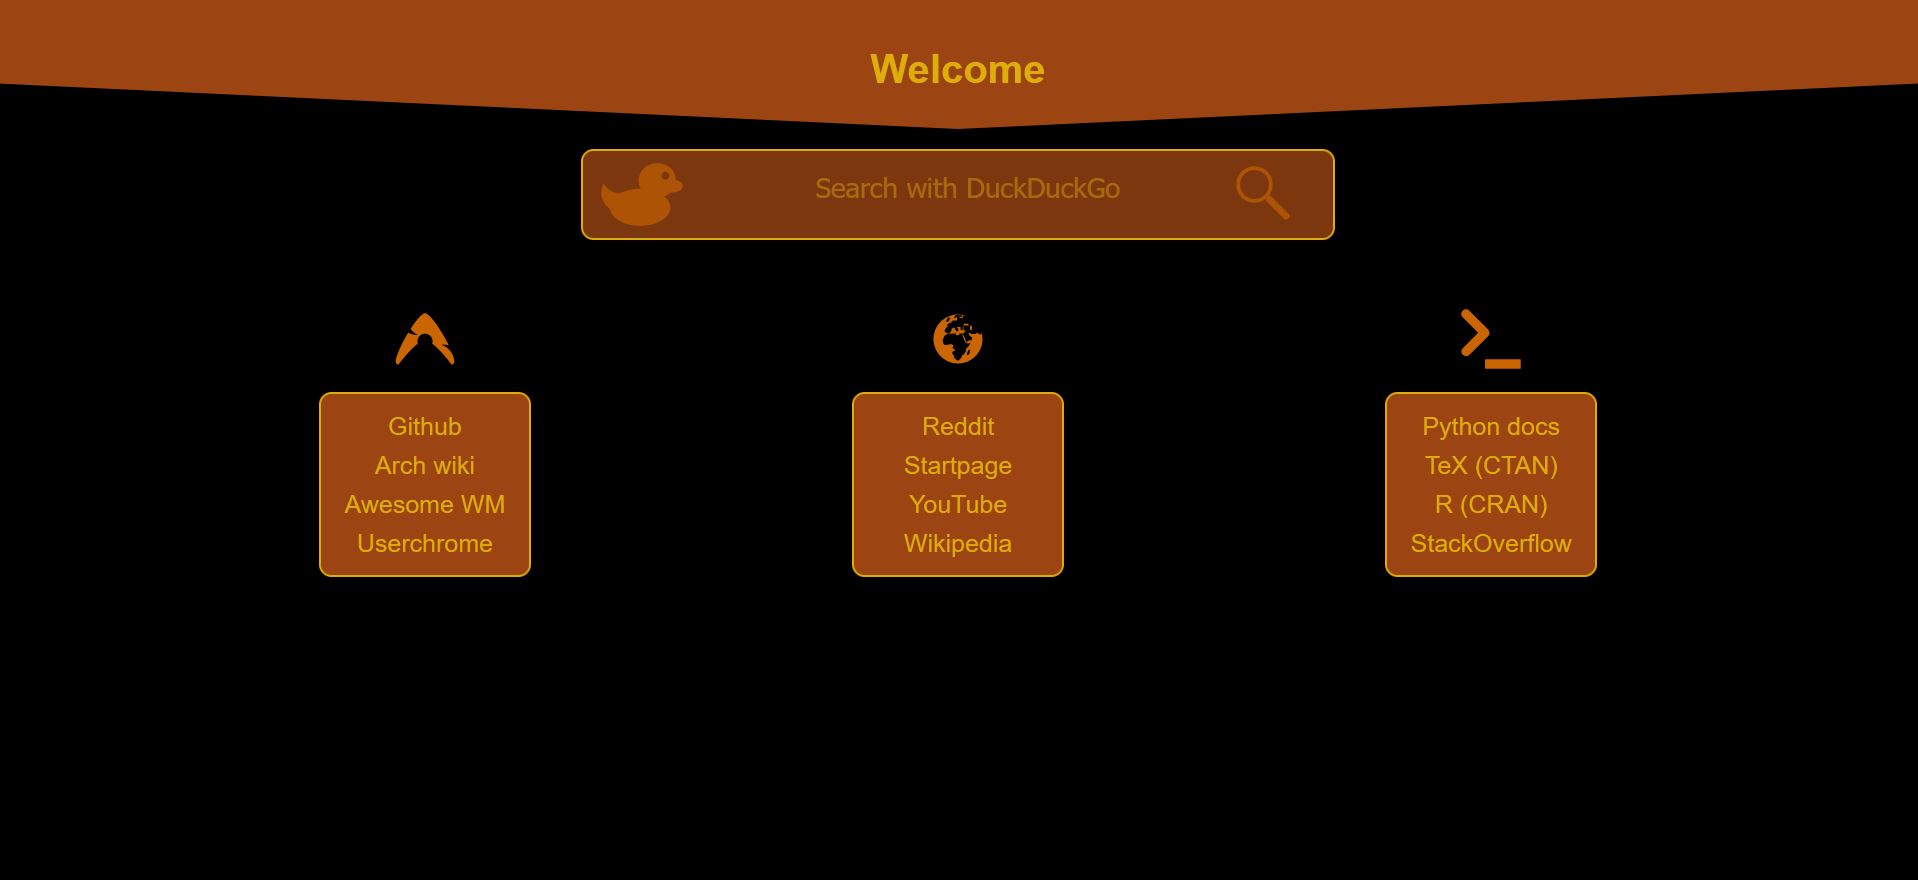 Welcome
Search with DuckDuckGo
Github
Arch wiki
Awesome WM
Userchrome
Reddit
Startpage
YouTube
Wikipedia
Python docs
TeX (CTAN)
R (CRAN)
StackOverflow